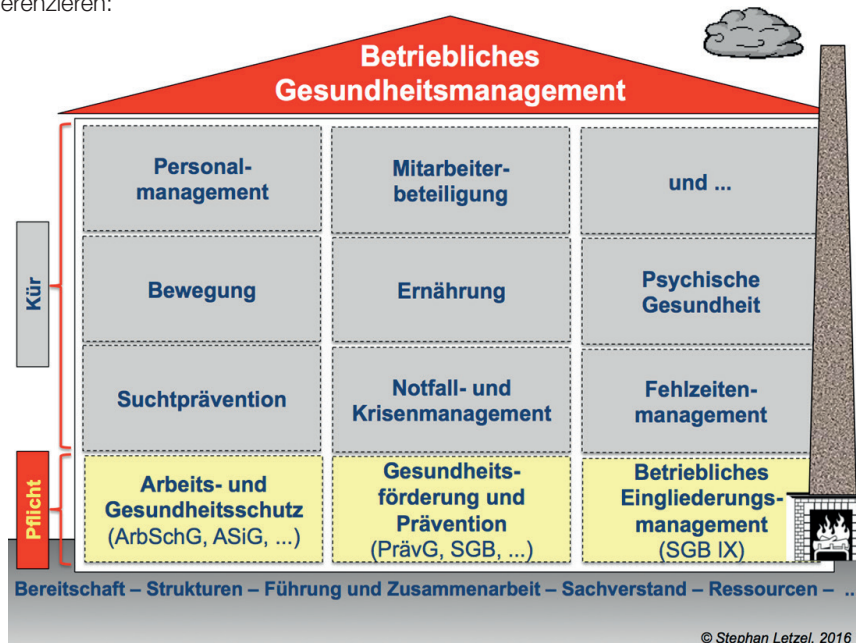 erenzieren:
Betriebliches
Gesundheitsmanagement
Kür
Personal-
management
Mitarbeiter-
beteiligung
und ...
Bewegung
Ernährung
Psychische
Gesundheit
Suchtprävention
Notfall- und
Krisenmanagement
Fehlzeiten-
management
Pflicht
Arbeits- und
Gesundheitsschutz
(ArbSchG, ASiG, ...)
Gesundheits-
förderung und
Prävention
(PrävG, SGB, ...)
Betriebliches
Eingliederungs-
management
(SGB IX)
Bereitschaft – Strukturen – Führung und Zusammenarbeit – Sachverstand – Ressourcen – ..
© Stephan Letzel, 2016